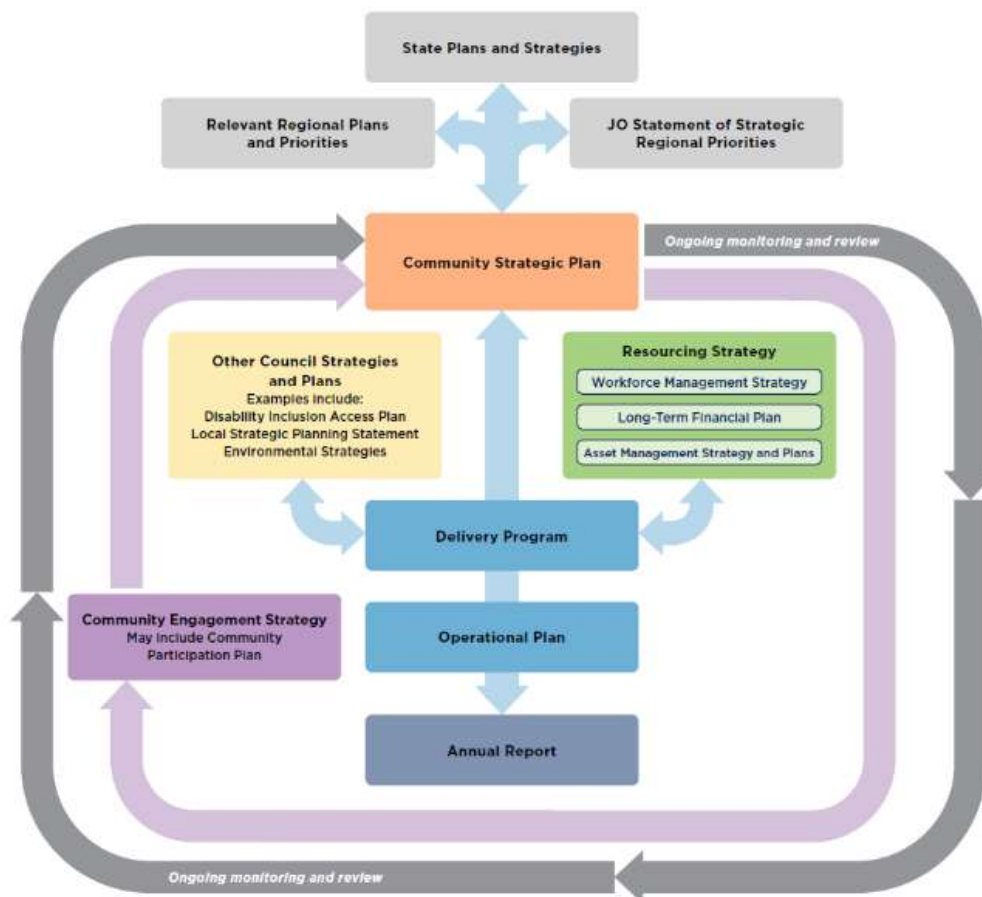 State Plans and Strategies
Relevant Regional Plans
and Priorities
JO Statement of Strategic
Regional Priorities
Ongoing monitoring and review
Community Strategic Plan
Other Council Strategies
and Plans
Examples include:
Disability Inclusion Access Plan
Local Strategic Planning Statement
Environmental Strategies
Resourcing Strategy
Workforce Management Strategy
Long-Term Financial Plan
Asset Management Strategy and Plans
Delivery Program
Community Engagement Strategy
May Include Community
Participation Plan
Operational Plan
Annual Report
Ongoing monitoring and review